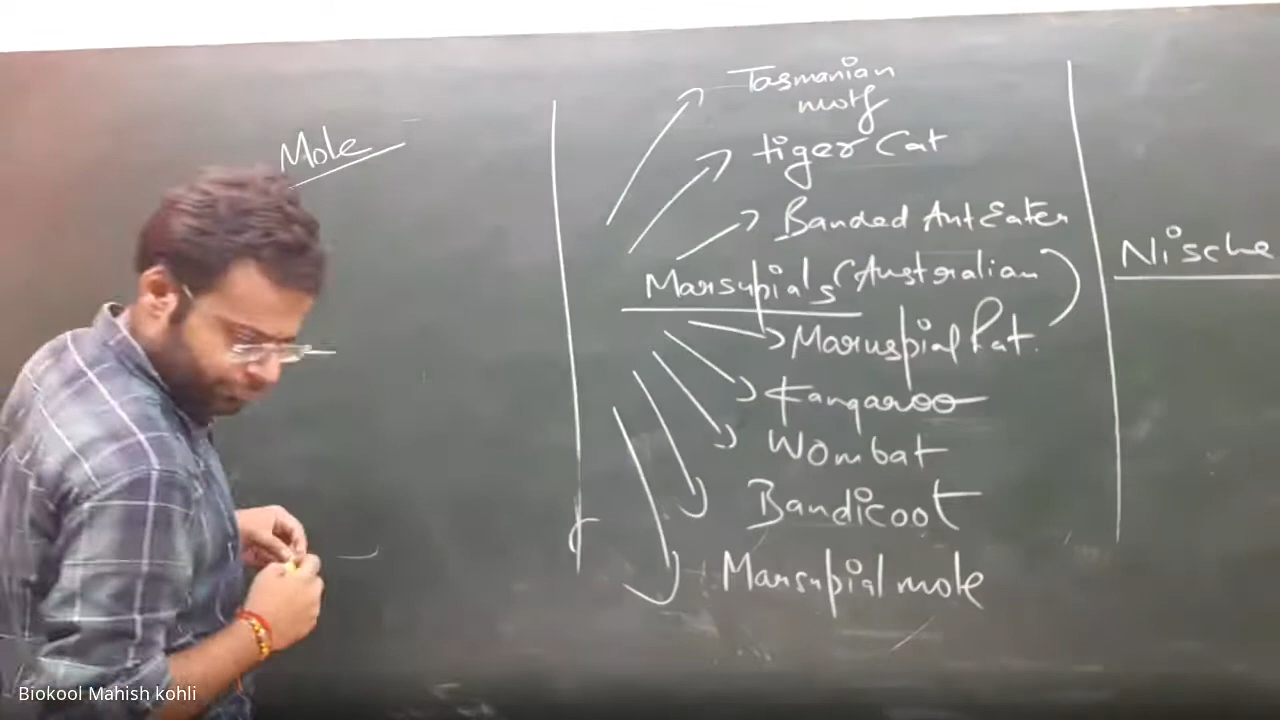 Mole
Tasmanian
wolf
tiger Cat
Banded Ant Eater
Marsupials (Australian)
Maruspial Rat.
Kangaroo
Wombat
Bandicoot
Marsupial mole
Nische
Biokool Mahish kohli